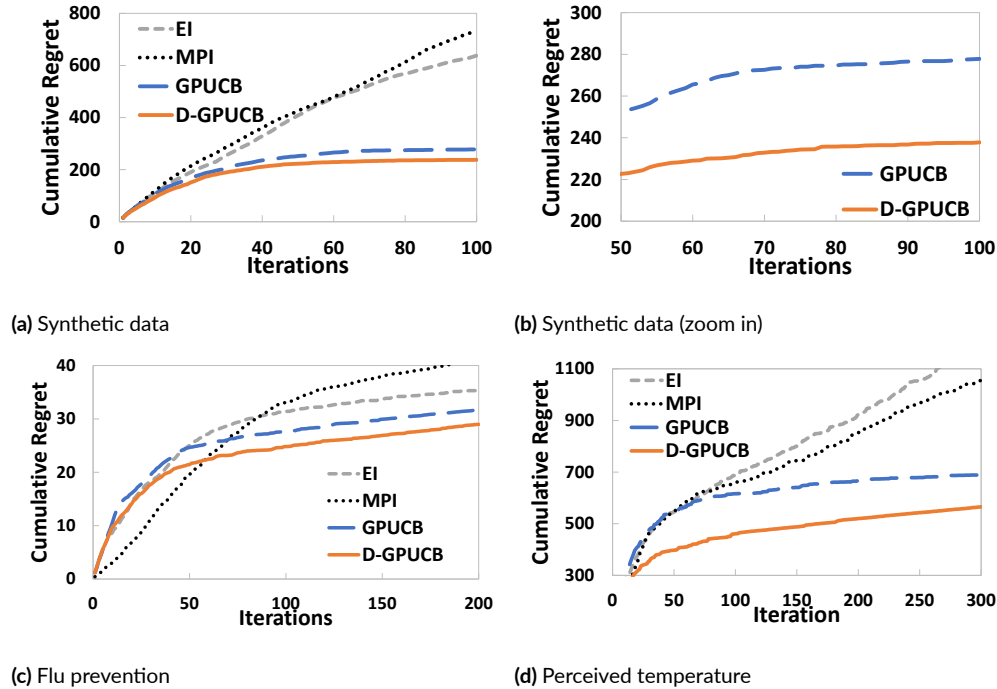 800
600
400
200
0
Cumulative Regret
EI
MPI
GPUCB
D-GPUCB
0 20 40 60 80 100
Iterations
(a) Synthetic data
300
280
260
240
220
200
Cumulative Regret
GPUCB
D-GPUCB
50 60 70 80 90 100
Iterations
(b) Synthetic data (zoom in)
40
30
20
10
0
Cumulative Regret
EI
MPI
GPUCB
D-GPUCB
0 50 100 150 200
Iterations
(c) Flu prevention
1100
900
700
500
300
Cumulative Regret
EI
MPI
GPUCB
D-GPUCB
0 50 100 150 200 250 300
Iteration
(d) Perceived temperature